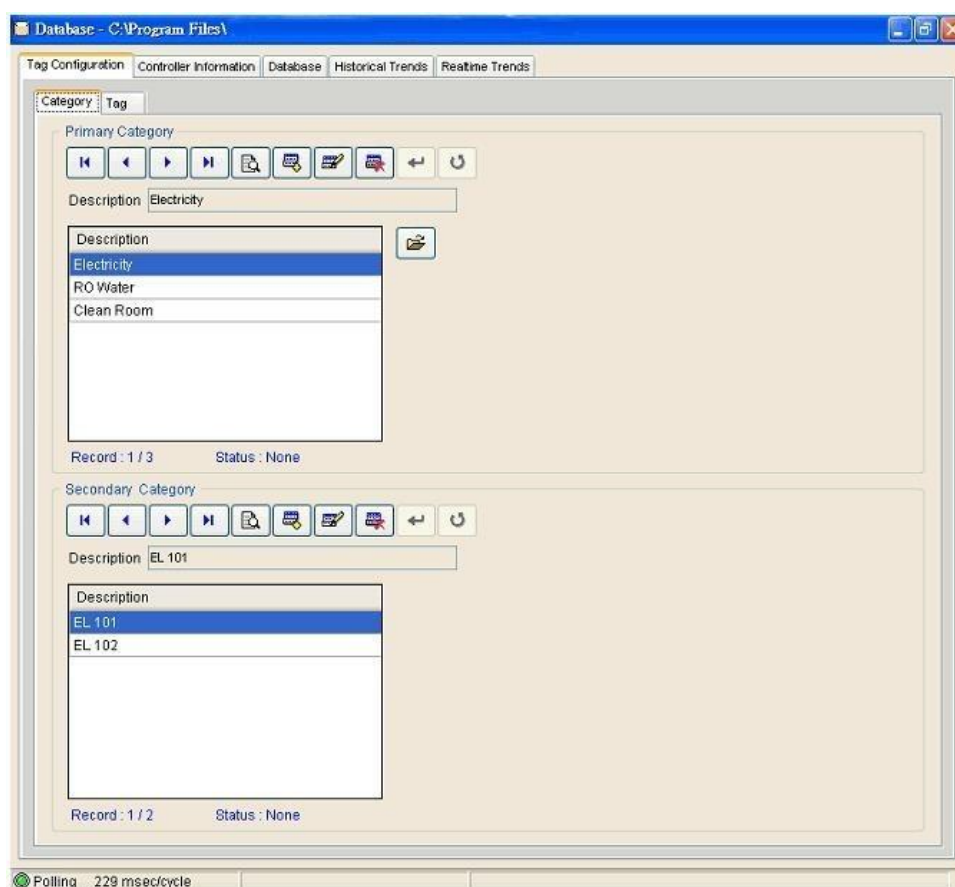 Database - C:\Program Files\
Tag Configuration Controller Information Database Historical Trends Realtime Trends
Category Tag
Primary Category
Description Electricity
Description
Electricity
RO Water
Clean Room
Record : 1 / 3 Status : None
Secondary Category
Description EL 101
Description
EL 101
EL 102
Record : 1 / 2 Status : None
Polling 229 msec/cycle